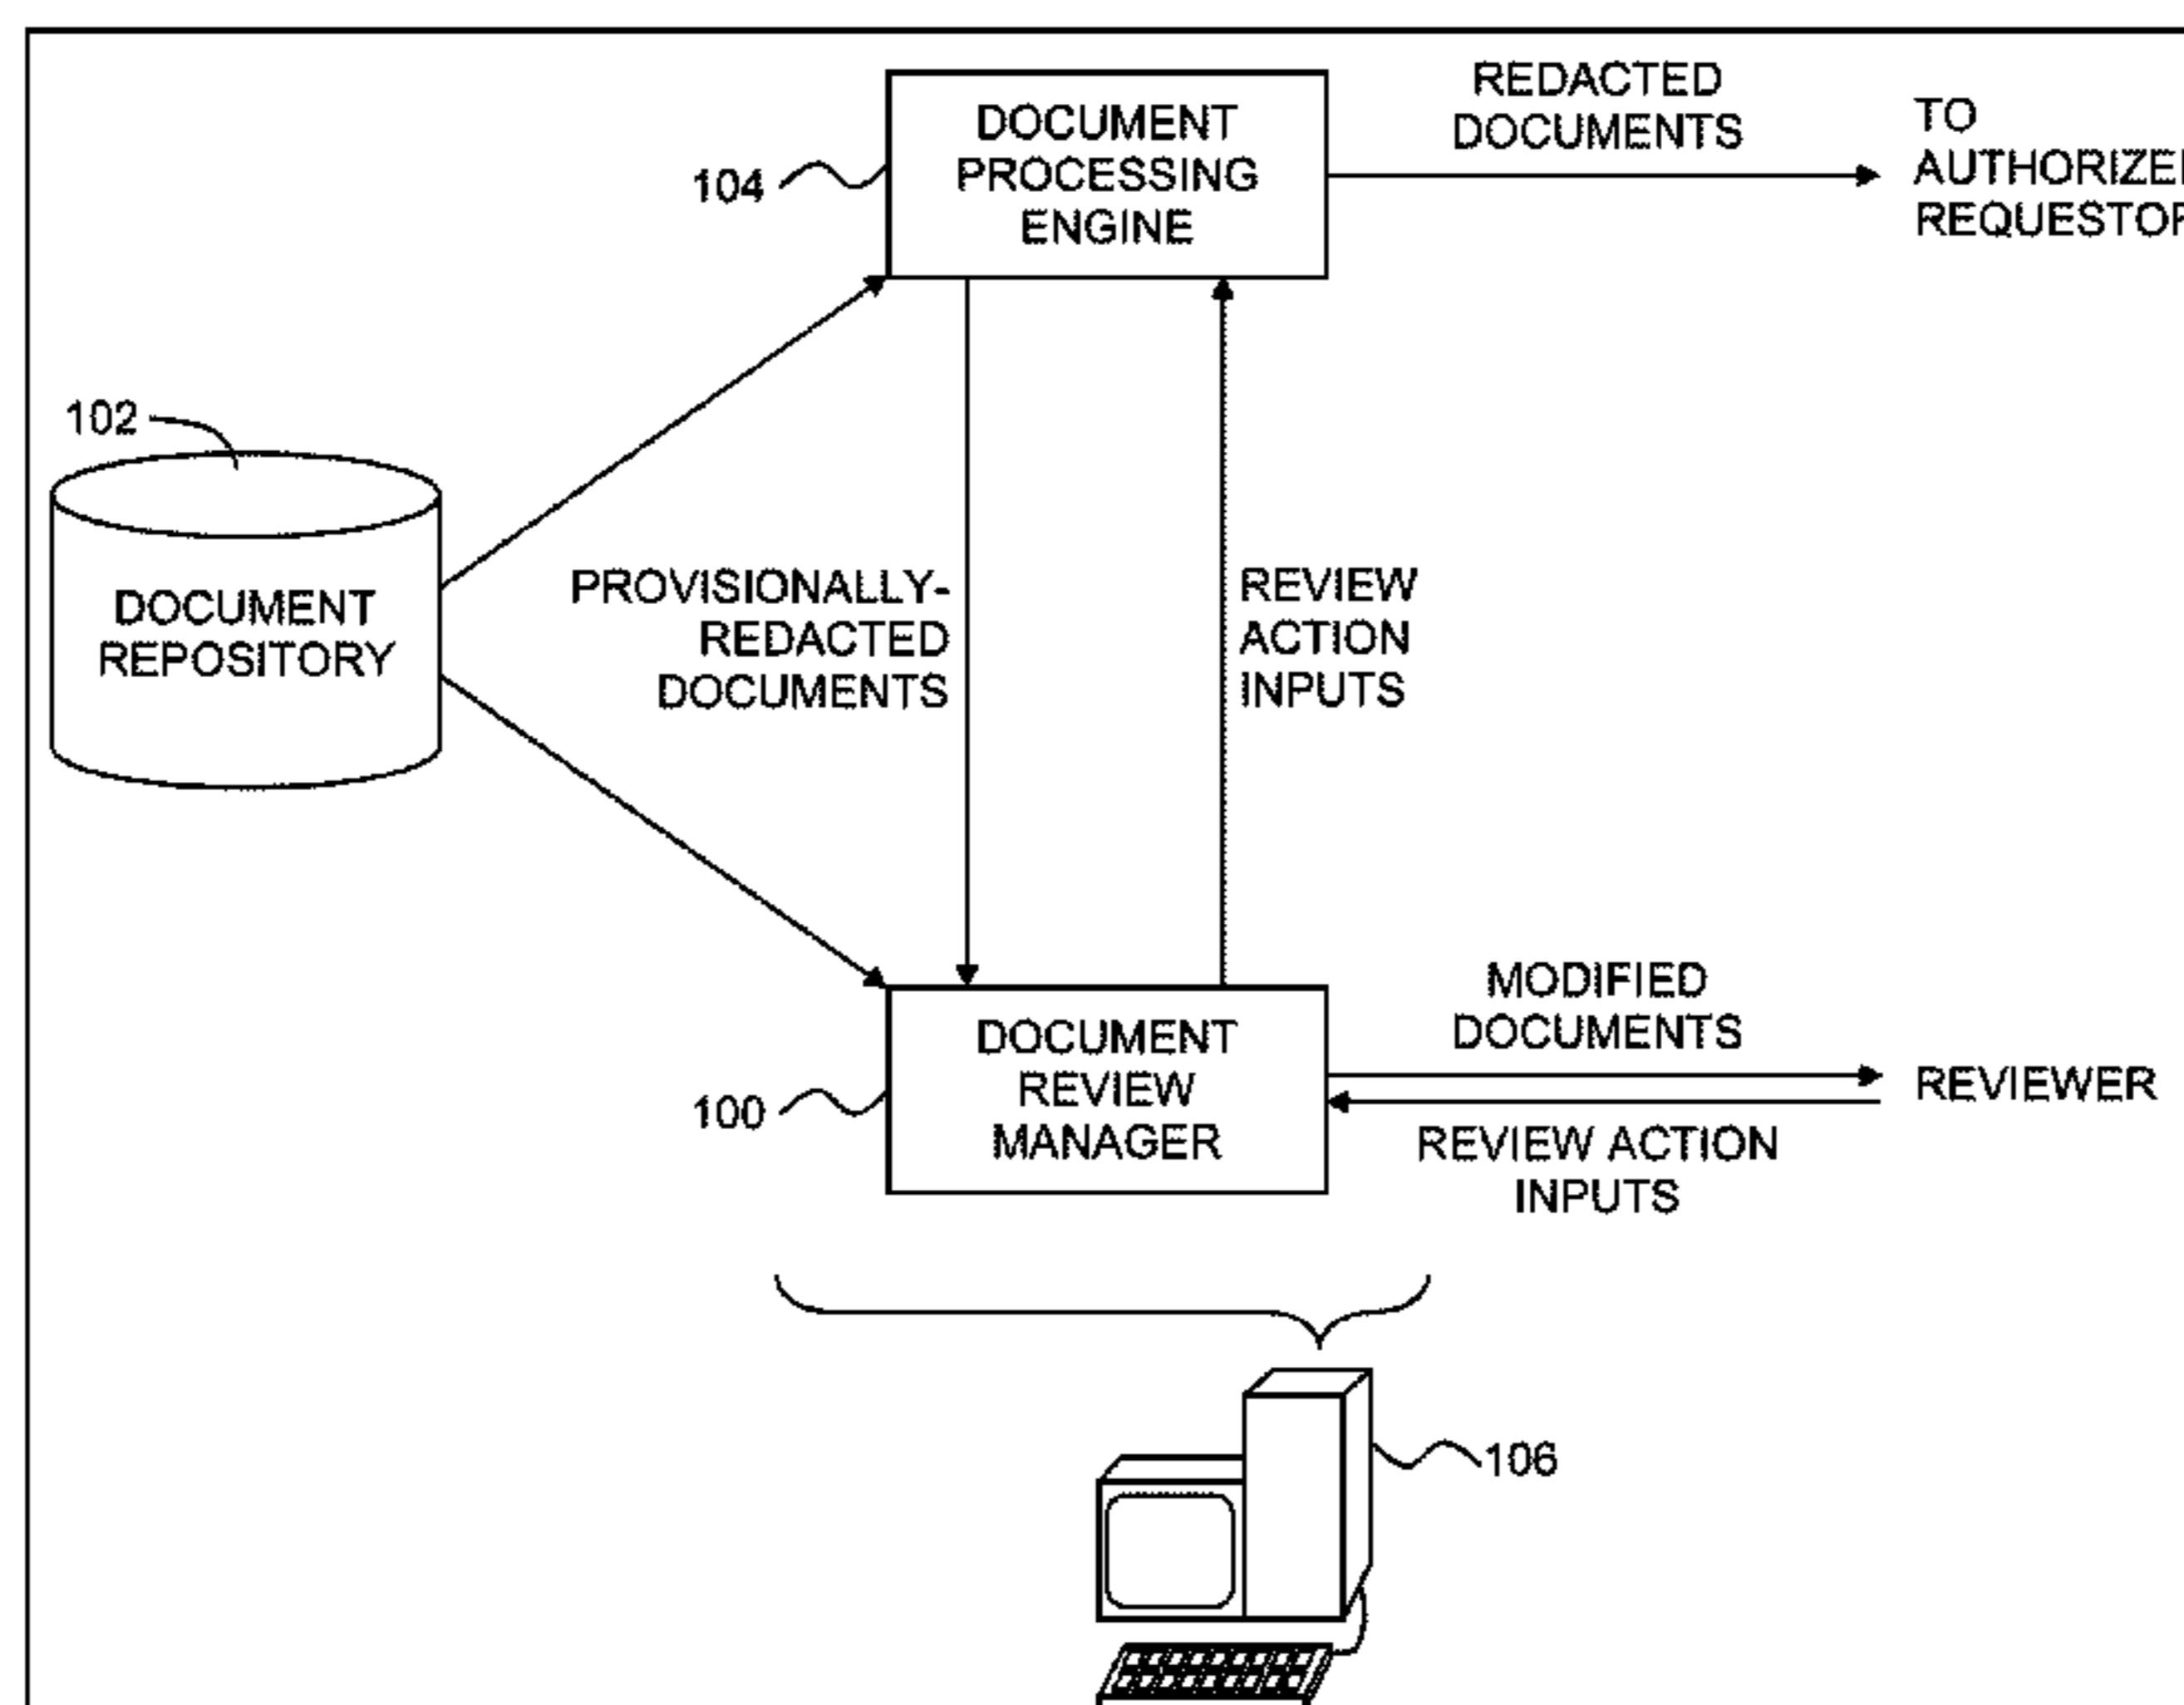 DOCUMENT
PROCESSING
ENGINE
104
REDACTED
DOCUMENTS
TO
102
DOCUMENT
REPOSITORY
PROVISIONALLY-
REDACTED
DOCUMENTS
REVIEW
ACTION
INPUTS
DOCUMENT
REVIEW
MANAGER
100
MODIFIED
DOCUMENTS
REVIEWER
REVIEW ACTION
INPUTS
106